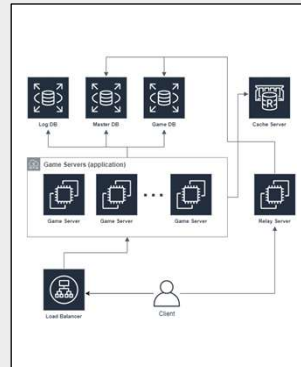 Log DB
Master DB
Game DB
Cache Server
Game Servers (application)
Game Server
Game Server
Game Server
Relay Server
Load Balancer
Client